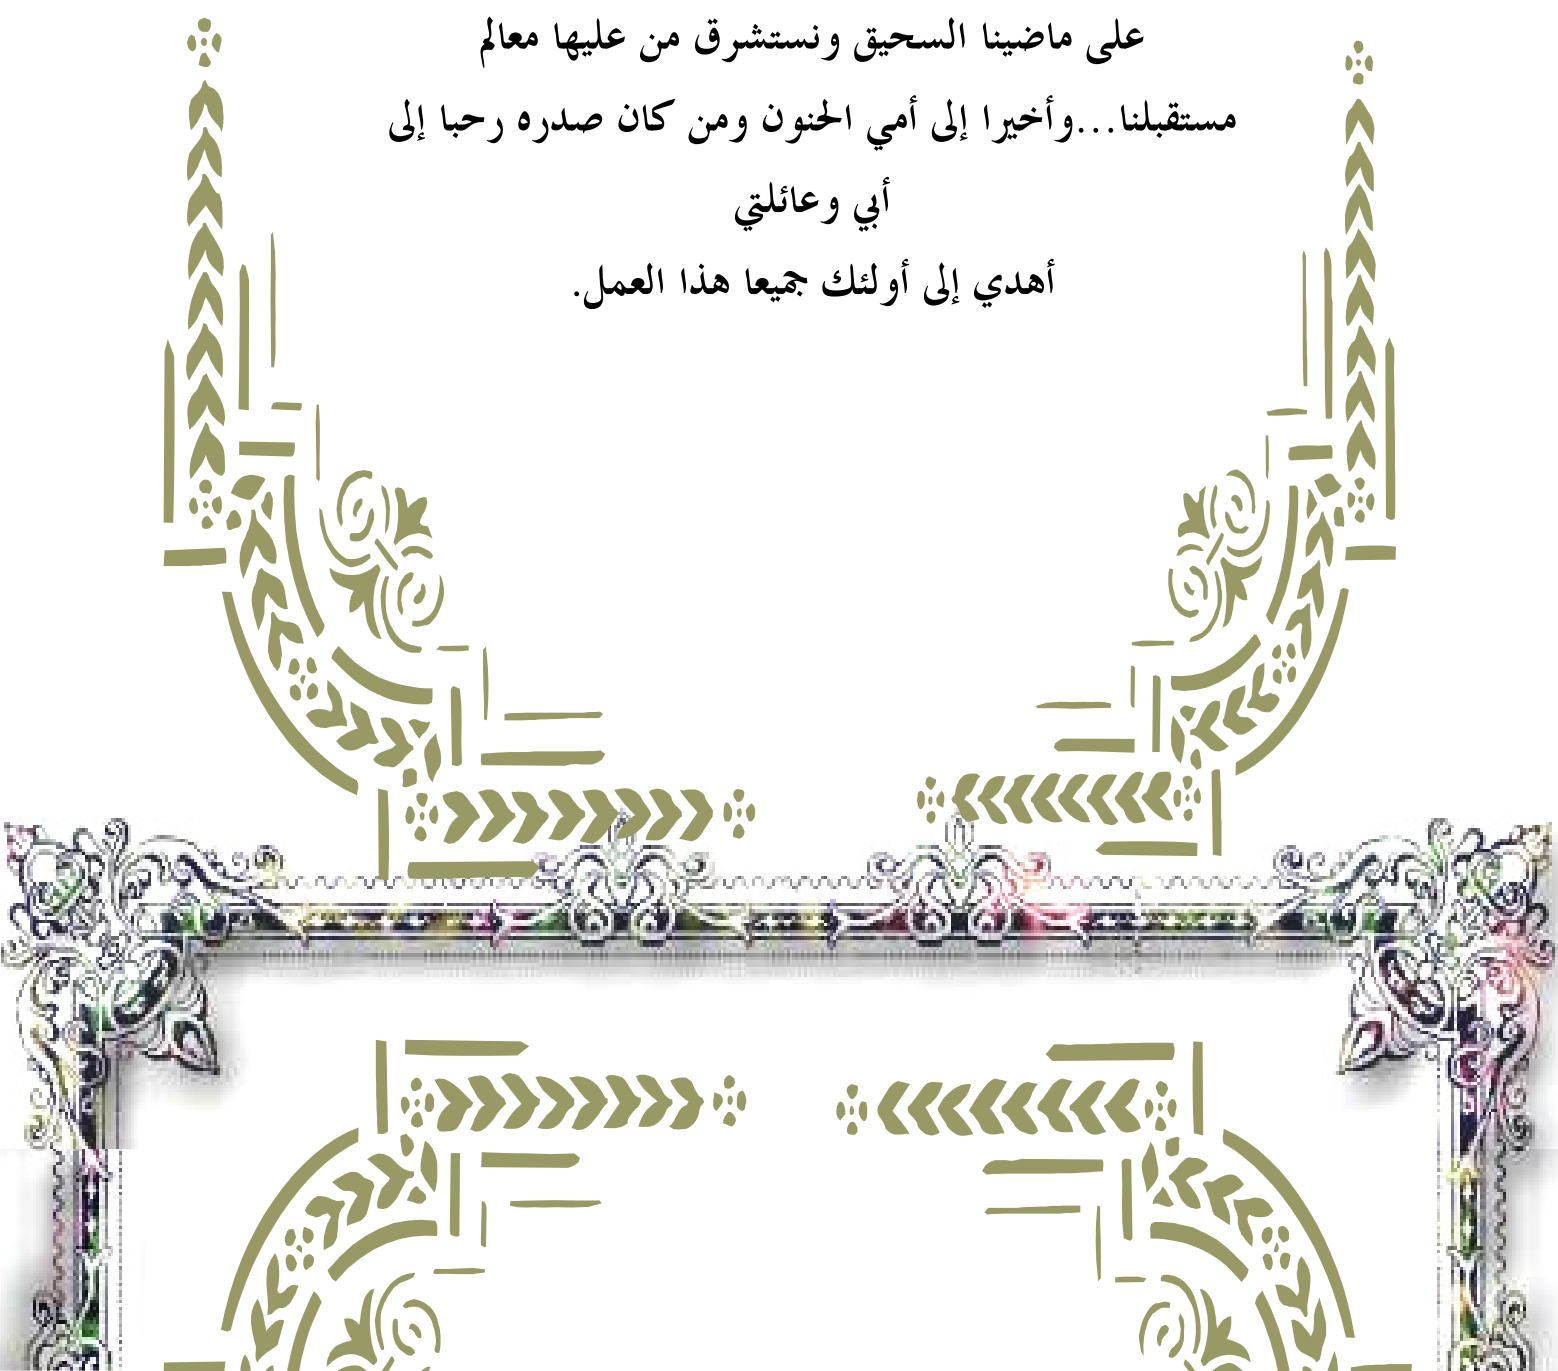 على ماضينا السحيق ونستشرق من عليها معالم
مستقبلنا...وأخيرا إلى أمي الحنون ومن كان صدره رحبا إلى
أبي وعائلتي
أهدي إلى أولئك جميعا هذا العمل.